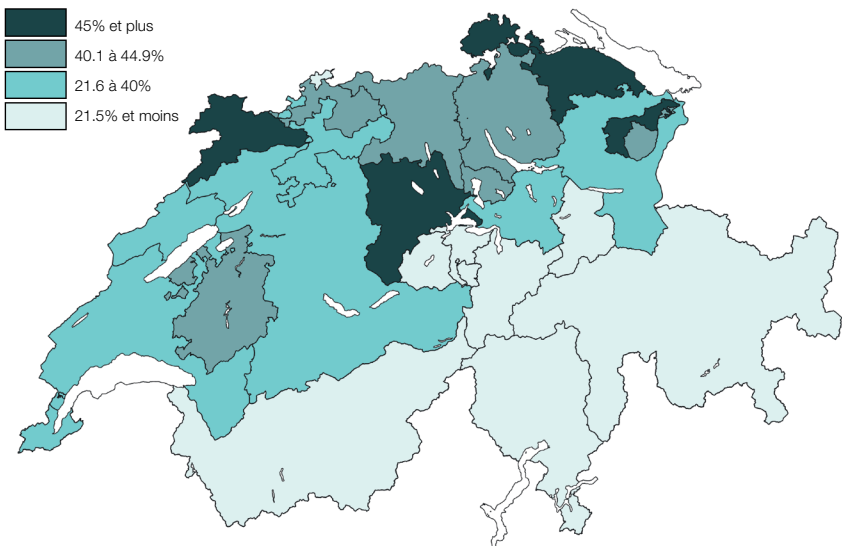 45% et plus
40.1 à 44.9%
21.6 à 40%
21.5% et moins